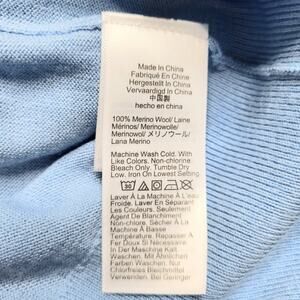 Made In China
Fabriqué En Chine
Hergestellt In China
Vervaardigd In China
中国製
hecho en china
100% Merino Wool/ Laine
Mérinos/ Merinowolle/
Merinowol/ メリノウール/
Lana Merino
Machine Wash Cold. With
Like Colors. Non-chlorine
Bleach Only. Tumble Dry
Low. Iron On Lowest Setting
Laver À La Machine À L'eau
Froide. Laver En Séparant
Les Couleurs. Seulement
Agent De Blanchiment
Non-chlore. Sécher À La
Machine À Basse
Température. Repasser À
Fer Doux Si Nécessaire
In Der Maschine Kalt
Waschen. Mit Ähnlichen
Farben Waschen. Nur
Chlorfreies Bleichmittel
Verwenden. Bei Geringer